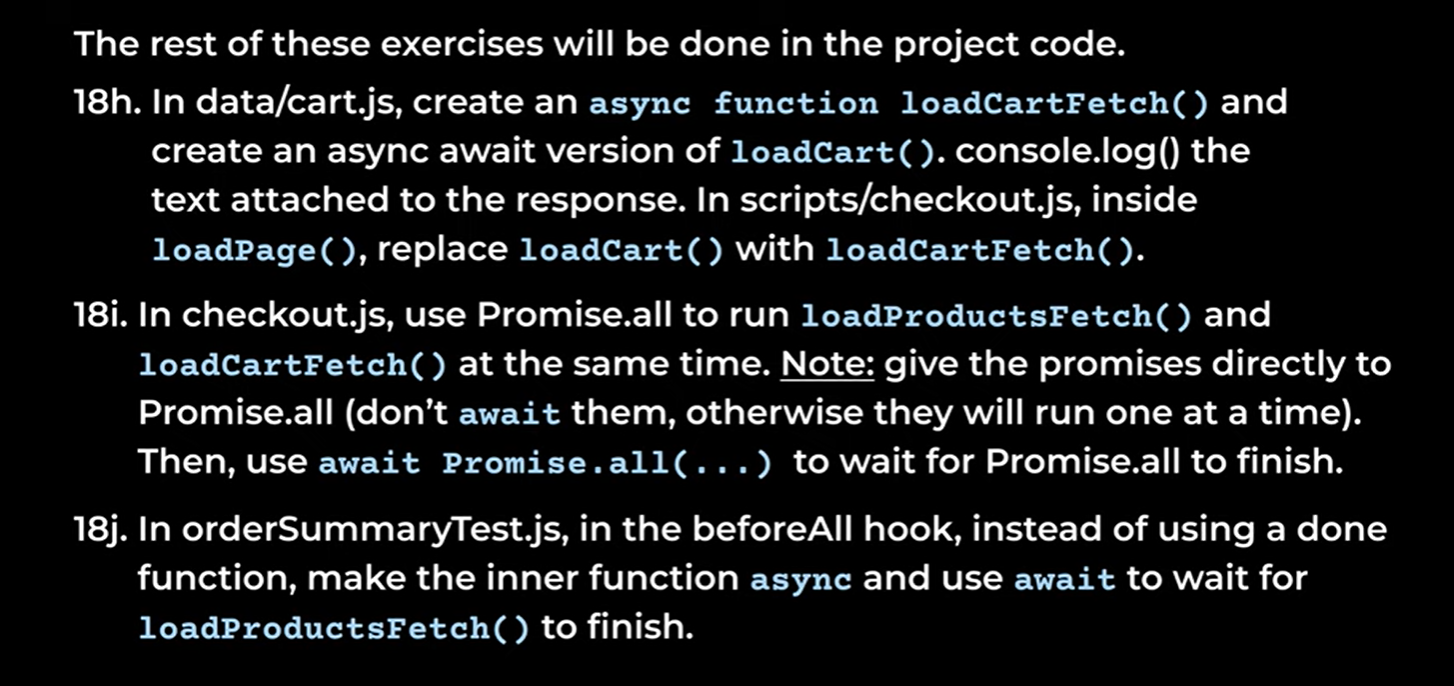 The rest of these exercises will be done in the project code.
18h. In data/cart.js, create an async function loadCartFetch() and
create an async await version of loadCart(). console.log() the
text attached to the response. In scripts/checkout.js, inside
loadPage(), replace loadCart() with loadCartFetch().
18i. In checkout.js, use Promise.all to run loadProductsFetch() and
loadCartFetch() at the same time. Note: give the promises directly to
Promise.all (don’t await them, otherwise they will run one at a time).
Then, use await Promise.all(...) to wait for Promise.all to finish.
18j. In orderSummaryTest.js, in the beforeAll hook, instead of using a done
function, make the inner function async and use await to wait for
loadProductsFetch() to finish.